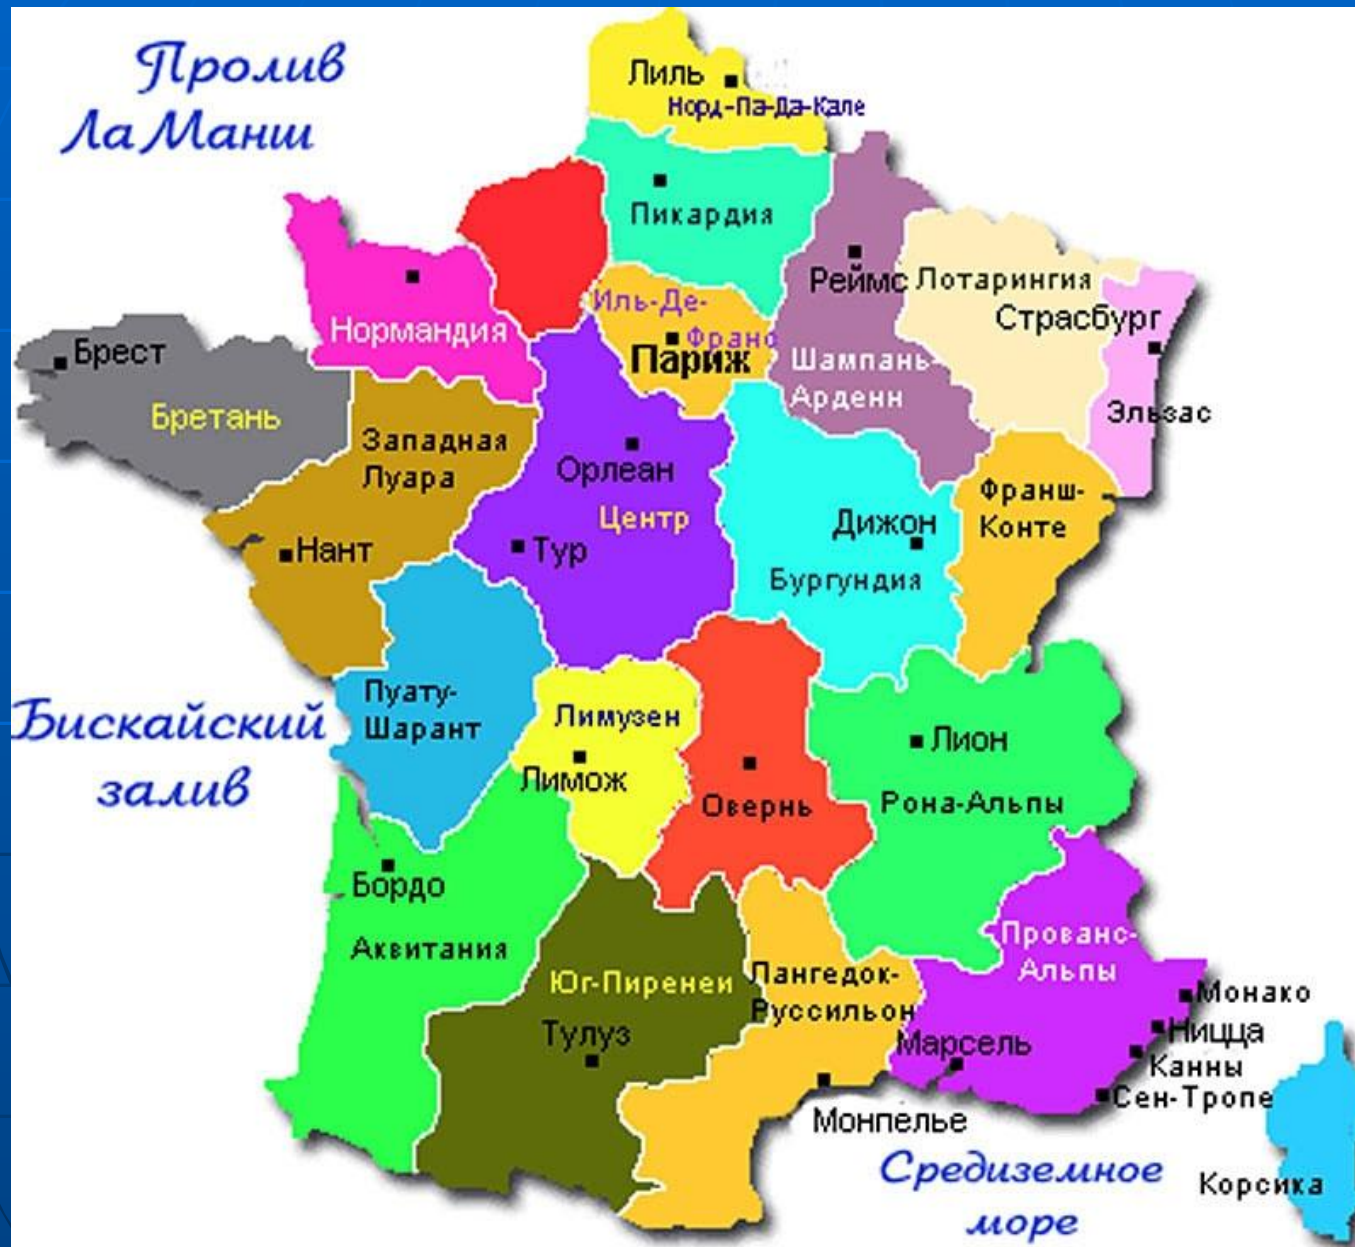 Пролив
Ла Манш
Лиль
Норд-Па-Да-Кале
Пикардия
Реймс
Лотарингия
Страсбург
Иль-Де-
Франс
Париж
Нормандия
Шампань-
Арденн
Эльзас
Брест
Бретань
Западная
Луара
Орлеан
Центр
Франш-
Конте
Дижон
Нант
Тур
Бургундия
Бискайский
залив
Пуату-
Шарант
Лимузен
Лимож
Овернь
Лион
Рона-Альпы
Бордо
Аквитания
Юг-Пиренеи
Тулуз
Лангедок-
Руссильон
Прованс-
Альпы
Монако
Ницца
Канны
Сен-Тропе
Марсель
Монпелье
Средиземное
море
Корсика